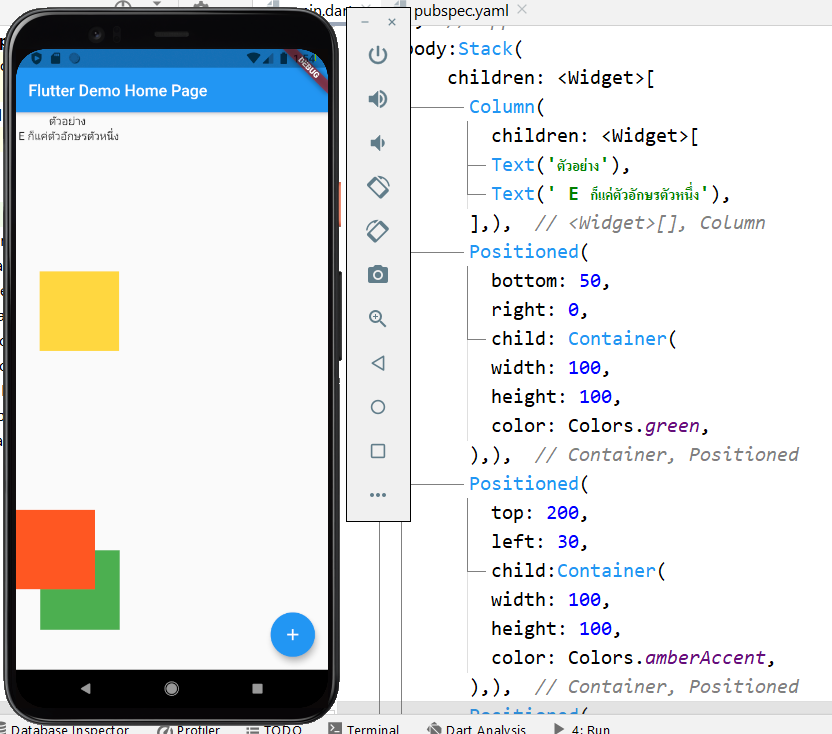 pubspec.yaml
DEBUG
Flutter Demo Home Page
ตัวอย่าง
E ก็แค่ตัวอักษรตัวหนึ่ง
+
body:Stack(
children: <Widget>[
Column(
children: <Widget>[
Text('ตัวอย่าง'),
Text(' E ก็แค่ตัวอักษรตัวหนึ่ง'),
],), // <Widget>[], Column
Positioned(
bottom: 50,
right: 0,
child: Container(
width: 100,
height: 100,
color: Colors.green,
),), // Container, Positioned
Positioned(
top: 200,
left: 30,
child:Container(
width: 100,
height: 100,
color: Colors.amberAccent,
),), // Container, Positioned
Positioned(
Database Inspector Profiler TODO Terminal Dart Analysis 4: Run